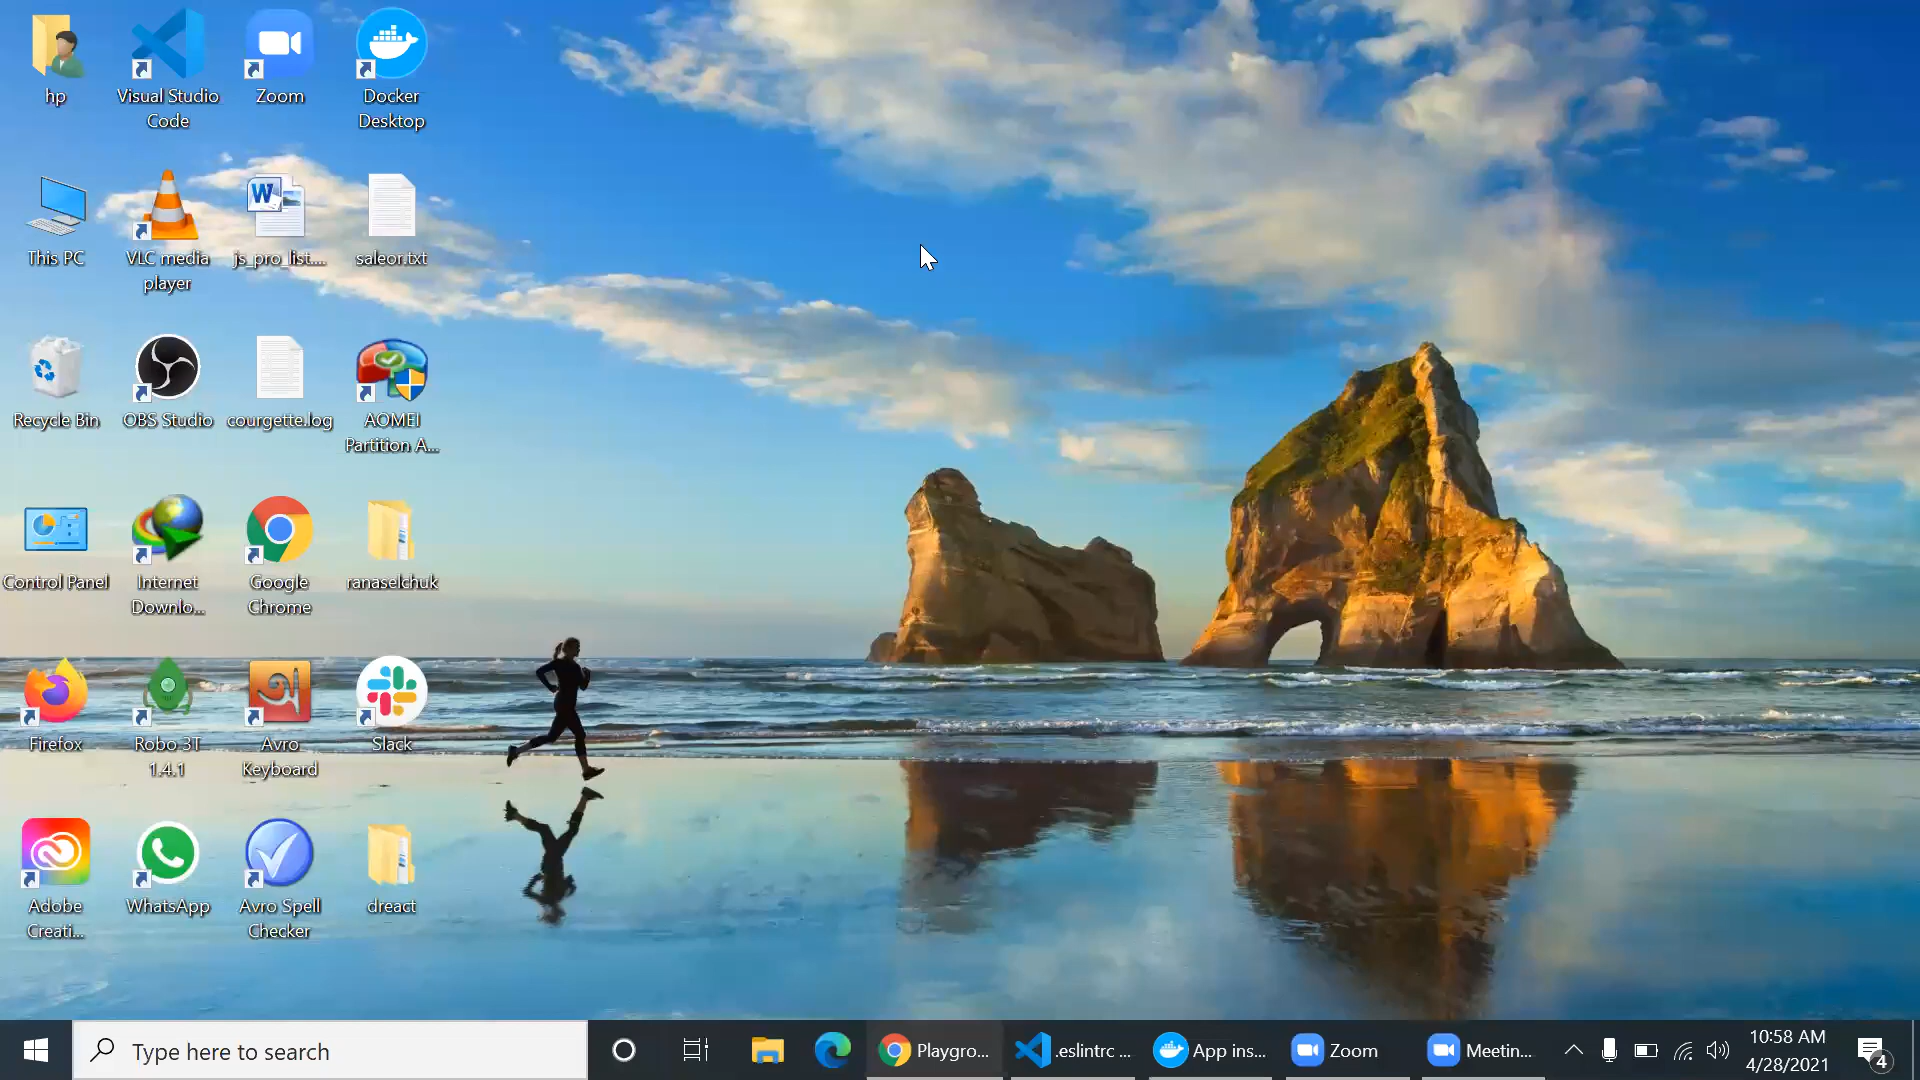 hp
Visual Studio
Code
Zoom
Docker
Desktop
This PC
VLC media
player
js_pro_list....
saleor.txt
Recycle Bin
OBS Studio
courgette.log
AOMEI
Partition A...
Control Panel
Internet
Downlo...
Google
Chrome
ranaselchuk
Firefox
Robo 3T
1.4.1
Avro
Keyboard
Slack
Adobe
Creati...
WhatsApp
Avro Spell
Checker
dreact
Type here to search
Playgro...
.eslintrc ...
App ins...
Zoom
Meetin...
10:58 AM
4/28/2021
4